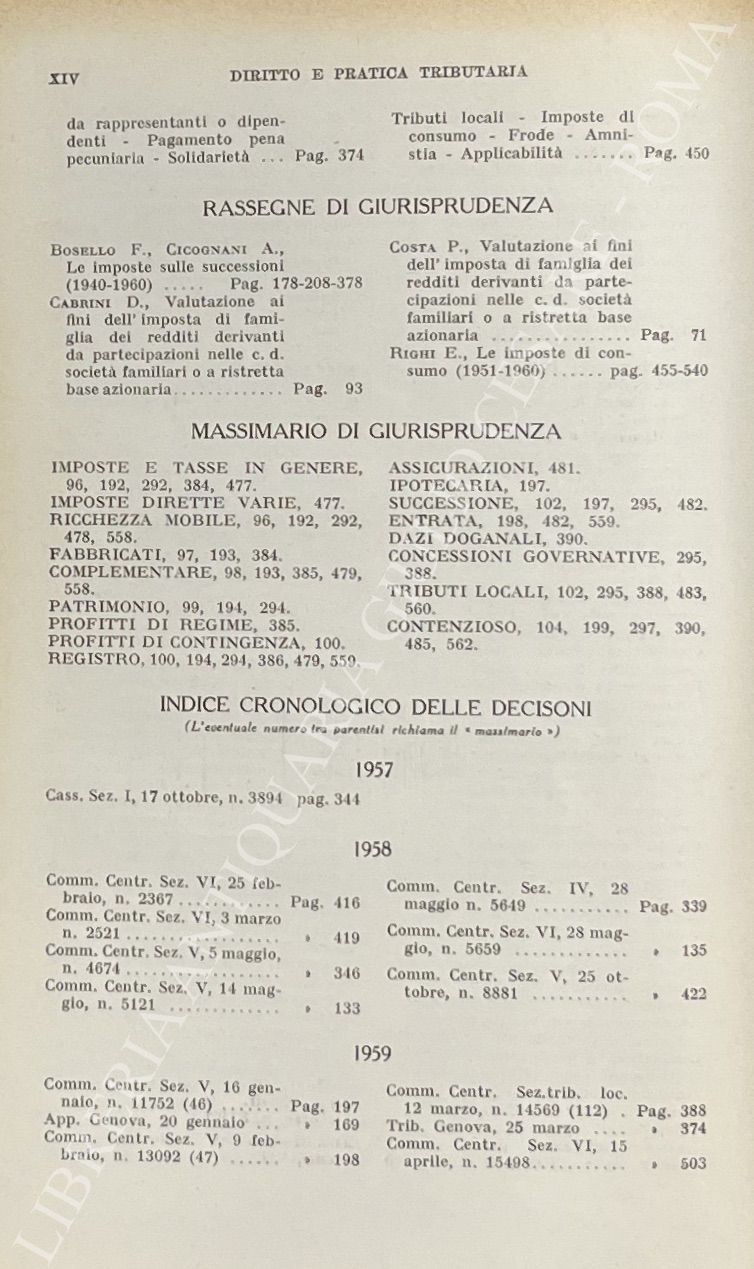 XIV DIRITTO E PRATICA TRIBUTARIA
da rappresentanti o dipen-
denti - Pagamento pena
pecuniaria - Solidarietà ... Pag. 374
Tributi locali - Imposte di
consumo - Frode - Amni-
stia - Applicabilità ....... Pag. 450
RASSEGNE DI GIURISPRUDENZA
BOSELLO F., CICOGNANI A.,
Le imposte sulle successioni
(1940-1960) ..... Pag. 178-208-378
CABRINI D., Valutazione ai
fini dell'imposta di fami-
glia dei redditi derivanti
da partecipazioni nelle c. d.
società familiari o a ristretta
base azionaria............. Pag. 93
COSTA P., Valutazione ai fini
dell'imposta di famiglia dei
redditi derivanti da parte-
cipazioni nelle c. d. società
familiari o a ristretta base
azionaria ................ Pag. 71
RIGHI E., Le imposte di con-
sumo (1951-1960) ...... pag. 455-540
MASSIMARIO DI GIURISPRUDENZA
IMPOSTE E TASSE IN GENERE,
96, 192, 292, 384, 477.
IMPOSTE DIRETTE VARIE, 477.
RICCHEZZA MOBILE, 96, 192, 292,
478, 558.
FABBRICATI, 97, 193, 384.
COMPLEMENTARE, 98, 193, 385, 479,
558.
PATRIMONIO, 99, 194, 294.
PROFITTI DI REGIME, 385.
PROFITTI DI CONTINGENZA, 100.
REGISTRO, 100, 194, 294, 386, 479, 559.
ASSICURAZIONI, 481.
IPOTECARIA, 197.
SUCCESSIONE, 102, 197, 295, 482.
ENTRATA, 198, 482, 559.
DAZI DOGANALI, 390.
CONCESSIONI GOVERNATIVE, 295,
388.
TRIBUTI LOCALI, 102, 295, 388, 483,
560.
CONTENZIOSO, 104, 199, 297, 390,
485, 562.
INDICE CRONOLOGICO DELLE DECISONI
(L'eventuale numero tra parentisi richiama il « massimario »)
1957
Cass. Sez. I, 17 ottobre, n. 3894 pag. 344
1958
Comm. Centr. Sez. VI, 25 feb-
braio, n. 2367 ............ Pag. 416
Comm. Centr. Sez. VI, 3 marzo
n. 2521 .................. » 419
Comm. Centr. Sez. V, 5 maggio,
n. 4674 .................. » 346
Comm. Centr. Sez. V, 14 mag-
gio, n. 5121 ............. » 133
Comm. Centr. Sez. IV, 28
maggio n. 5649 ........... Pag. 339
Comm. Centr. Sez. VI, 28 mag-
gio, n. 5659 ............. » 135
Comm. Centr. Sez. V, 25 ot-
tobre, n. 8881 ........... » 422
1959
Comm. Centr. Sez. V, 16 gen-
naio, n. 11752 (46) ....... Pag. 197
App. Genova, 20 gennaio ... » 169
Comm. Centr. Sez. V, 9 feb-
braio, n. 13092 (47) ...... » 198
Comm. Centr. Sez.trib. loc.
12 marzo, n. 14569 (112) . Pag. 388
Trib. Genova, 25 marzo .... » 374
Comm. Centr. Sez. VI, 15
aprile, n. 15498........... » 503